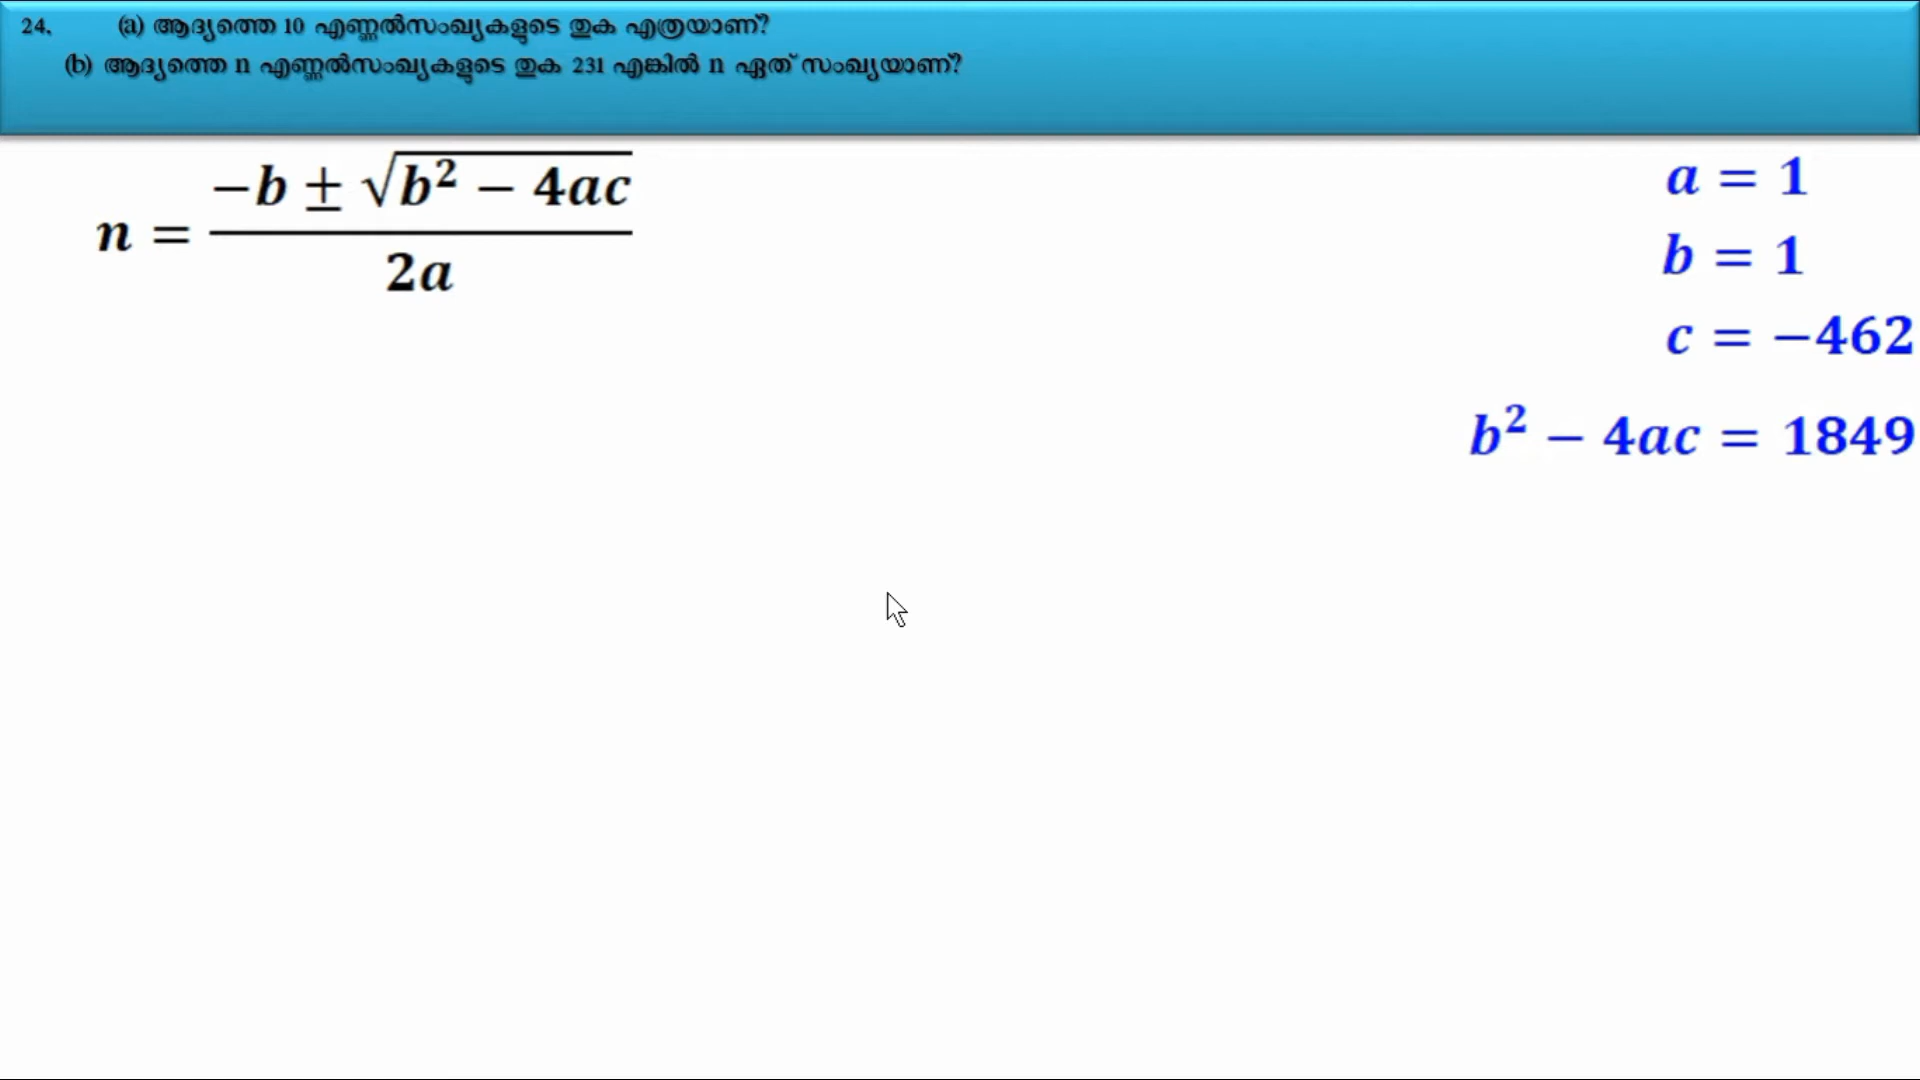 24. (a) ആദ്യത്തെ 10 എണ്ണൽസംഖ്യകളുടെ തുക എത്രയാണ്?
(b) ആദ്യത്തെ n എണ്ണൽസംഖ്യകളുടെ തുക 231 എങ്കിൽ n ഏത് സംഖ്യയാണ്?
n = (−b ± √(b² − 4ac)) / 2a
a = 1
b = 1
c = −462
b² − 4ac = 1849